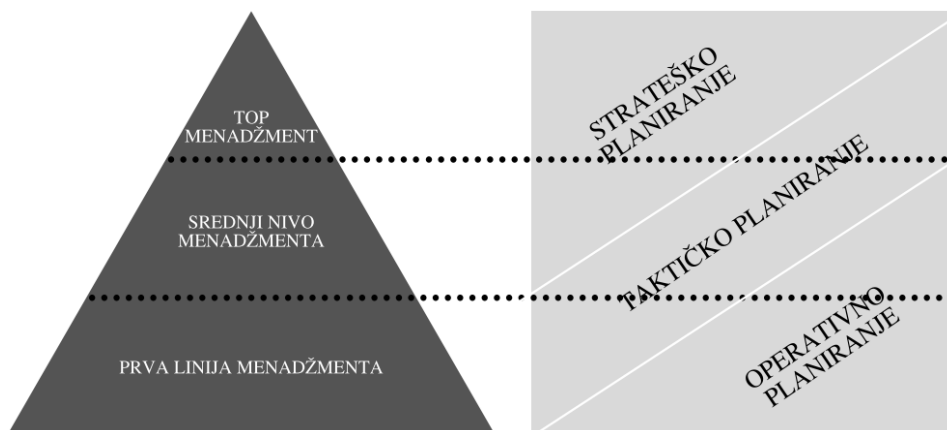 TOP
MENADŽMENT
SREDNJI NIVO
MENADŽMENTA
PRVA LINIJA MENADŽMENTA
STRATEŠKO
PLANIRANJE
TAKTIČKO PLANIRANJE
OPERATIVNO
PLANIRANJE